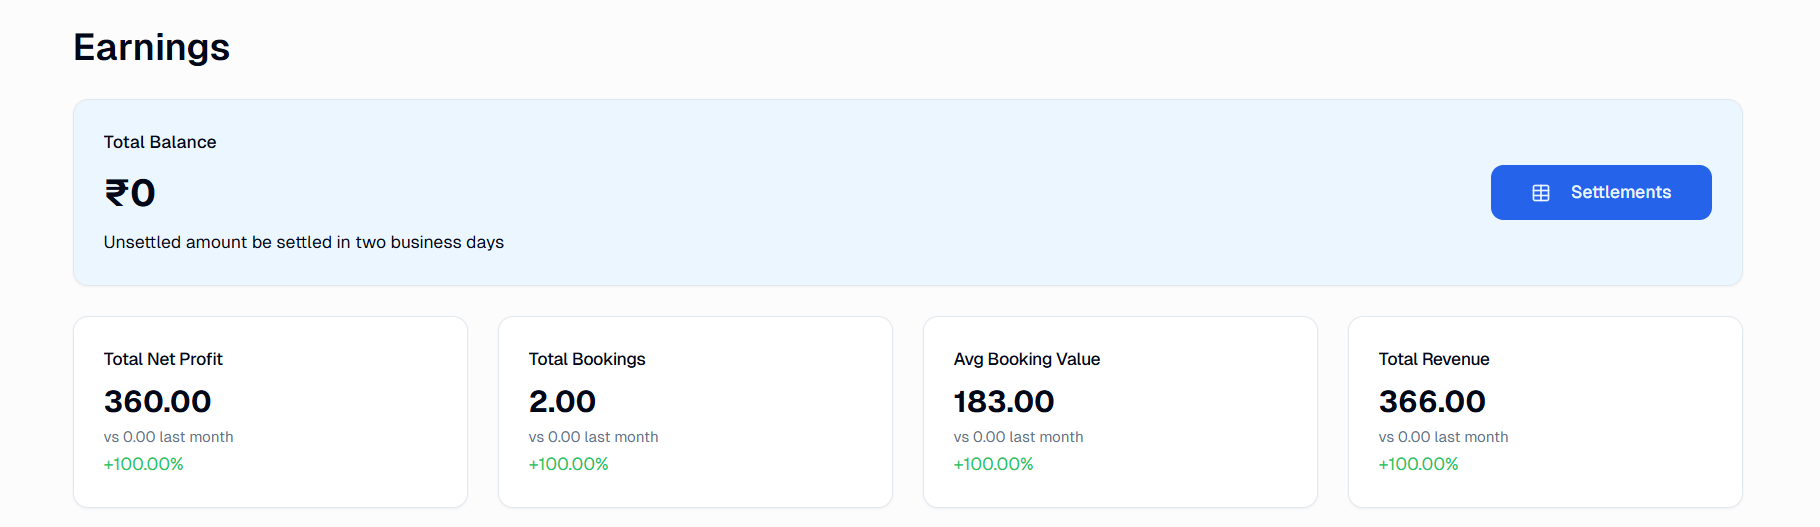 Earnings
Total Balance
₹0
Unsettled amount be settled in two business days
Settlements
Total Net Profit
360.00
vs 0.00 last month
+100.00%
Total Bookings
2.00
vs 0.00 last month
+100.00%
Avg Booking Value
183.00
vs 0.00 last month
+100.00%
Total Revenue
366.00
vs 0.00 last month
+100.00%